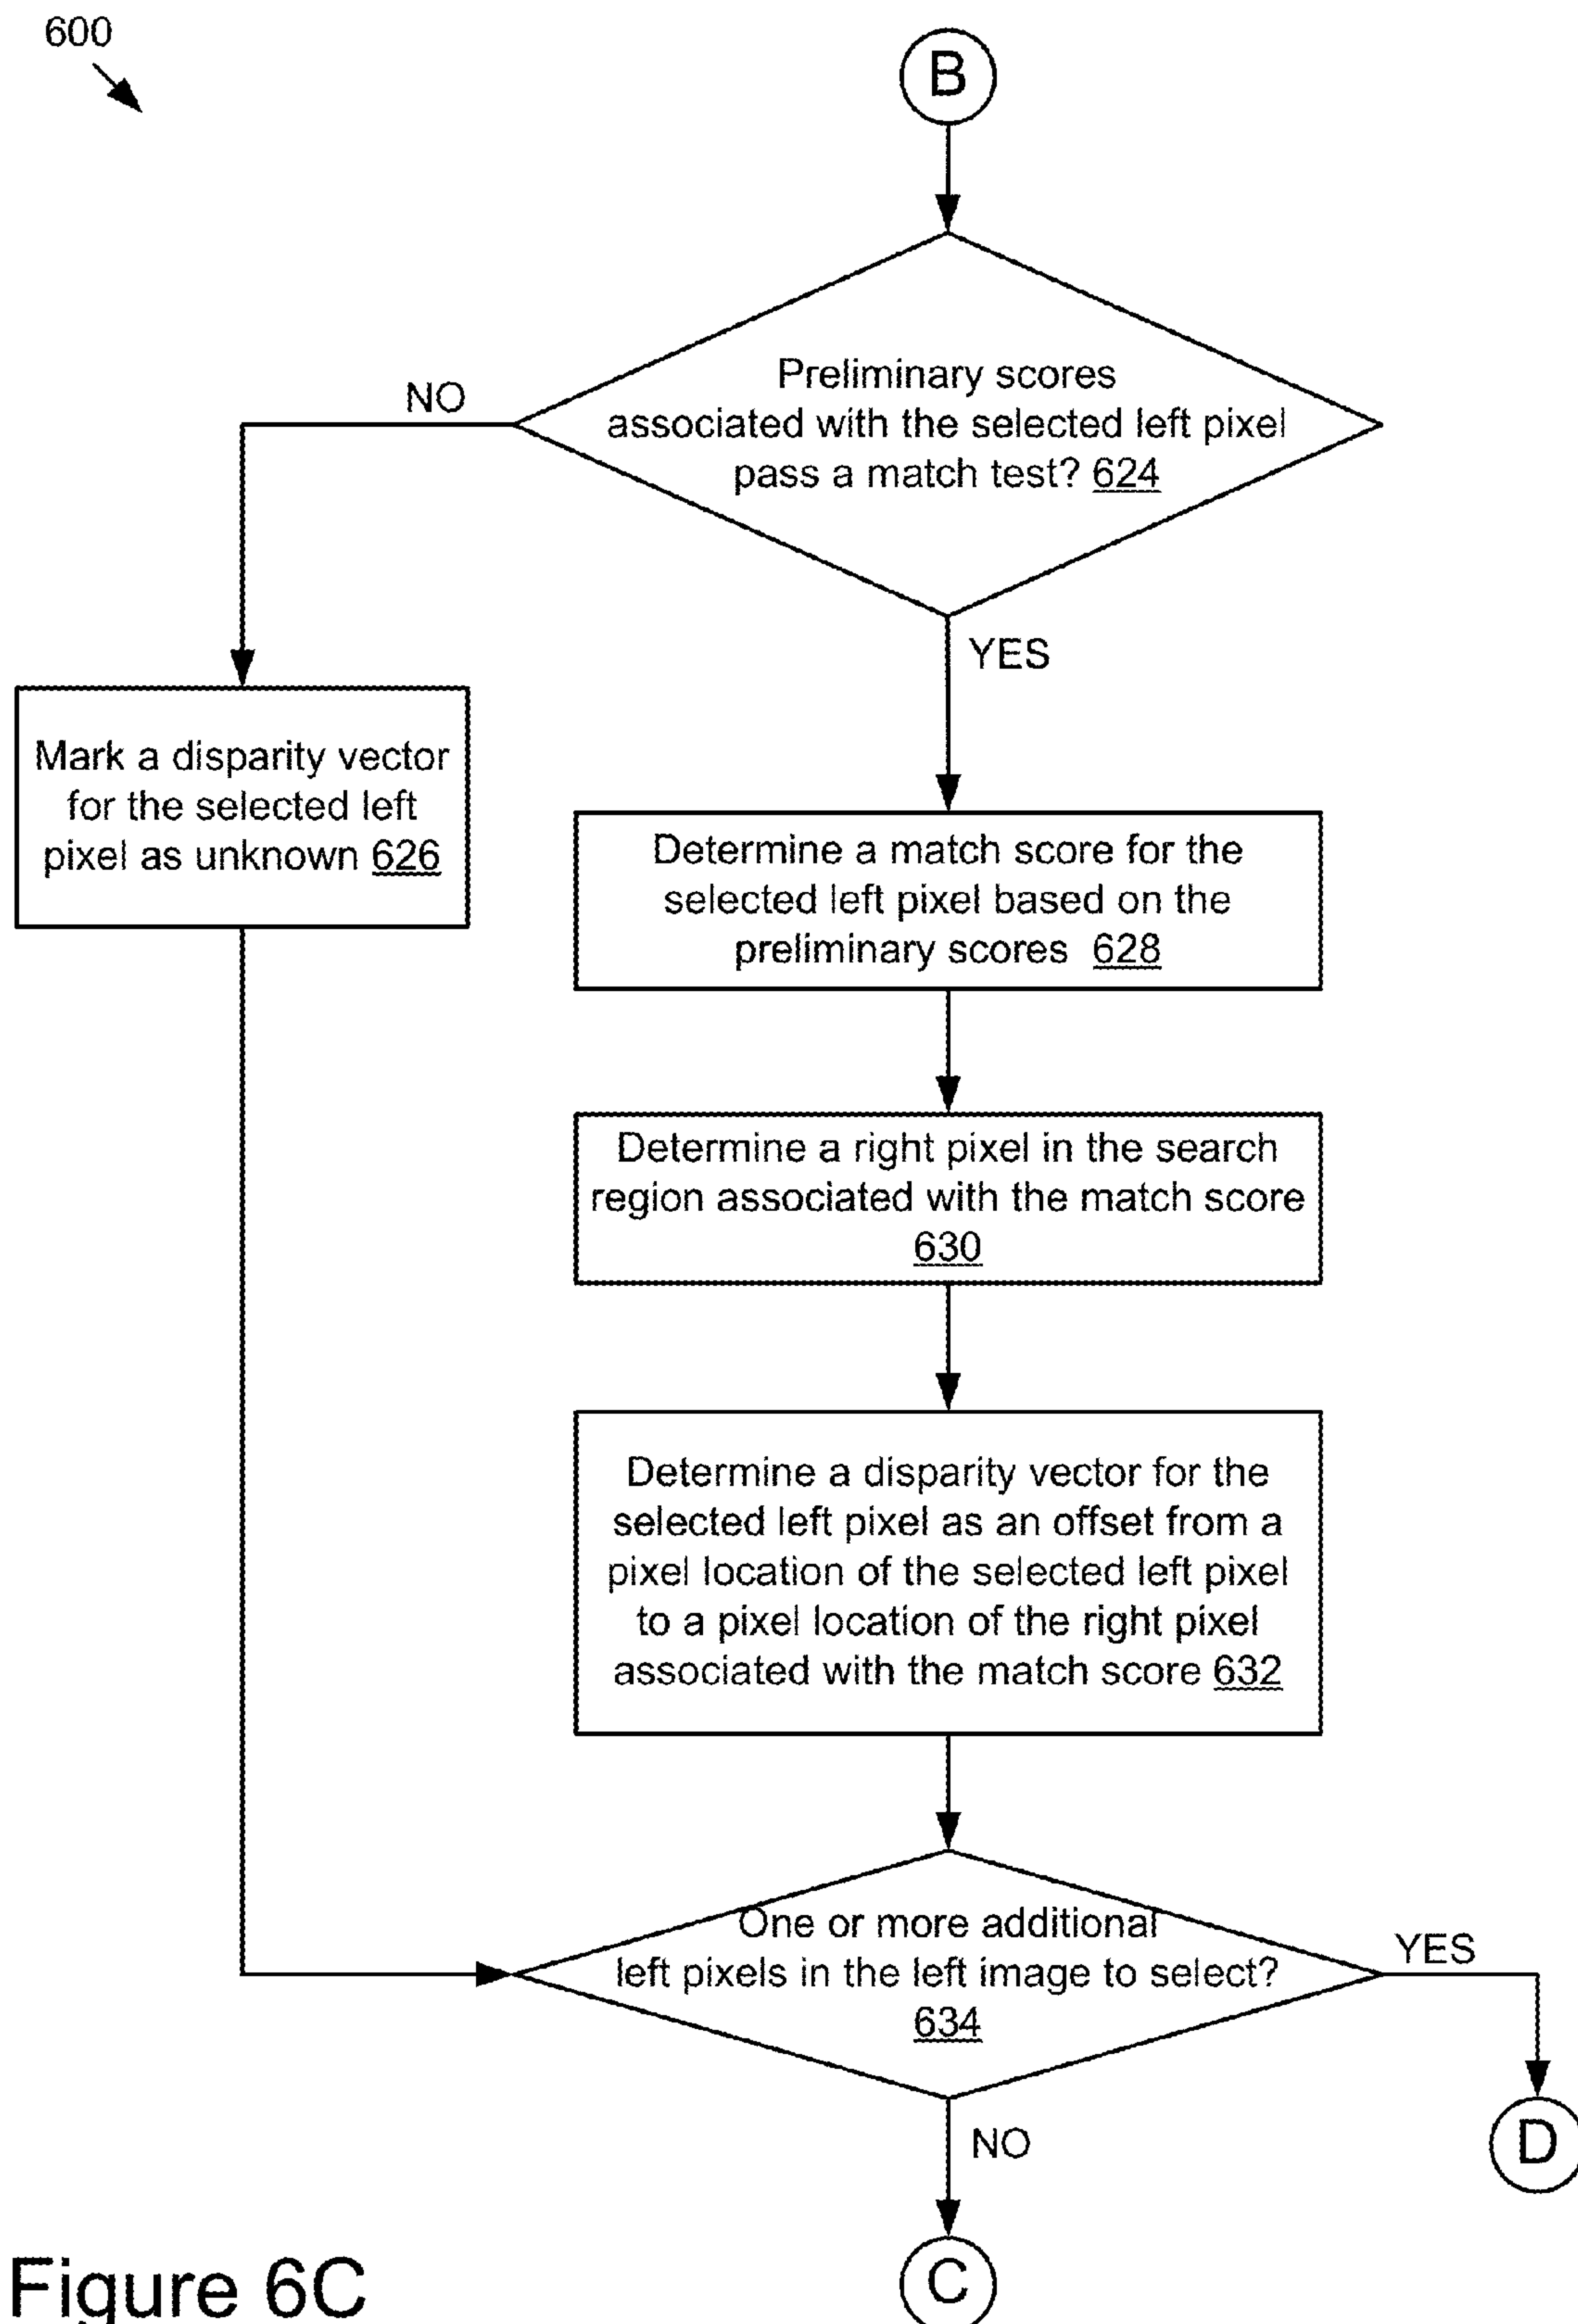 600
B
Preliminary scores
associated with the selected left pixel
pass a match test? 624
NO
YES
Mark a disparity vector
for the selected left
pixel as unknown 626
Determine a match score for the
selected left pixel based on the
preliminary scores 628
Determine a right pixel in the search
region associated with the match score
630
Determine a disparity vector for the
selected left pixel as an offset from a
pixel location of the selected left pixel
to a pixel location of the right pixel
associated with the match score 632
One or more additional
left pixels in the left image to select?
634
YES
D
NO
C
Figure 6C